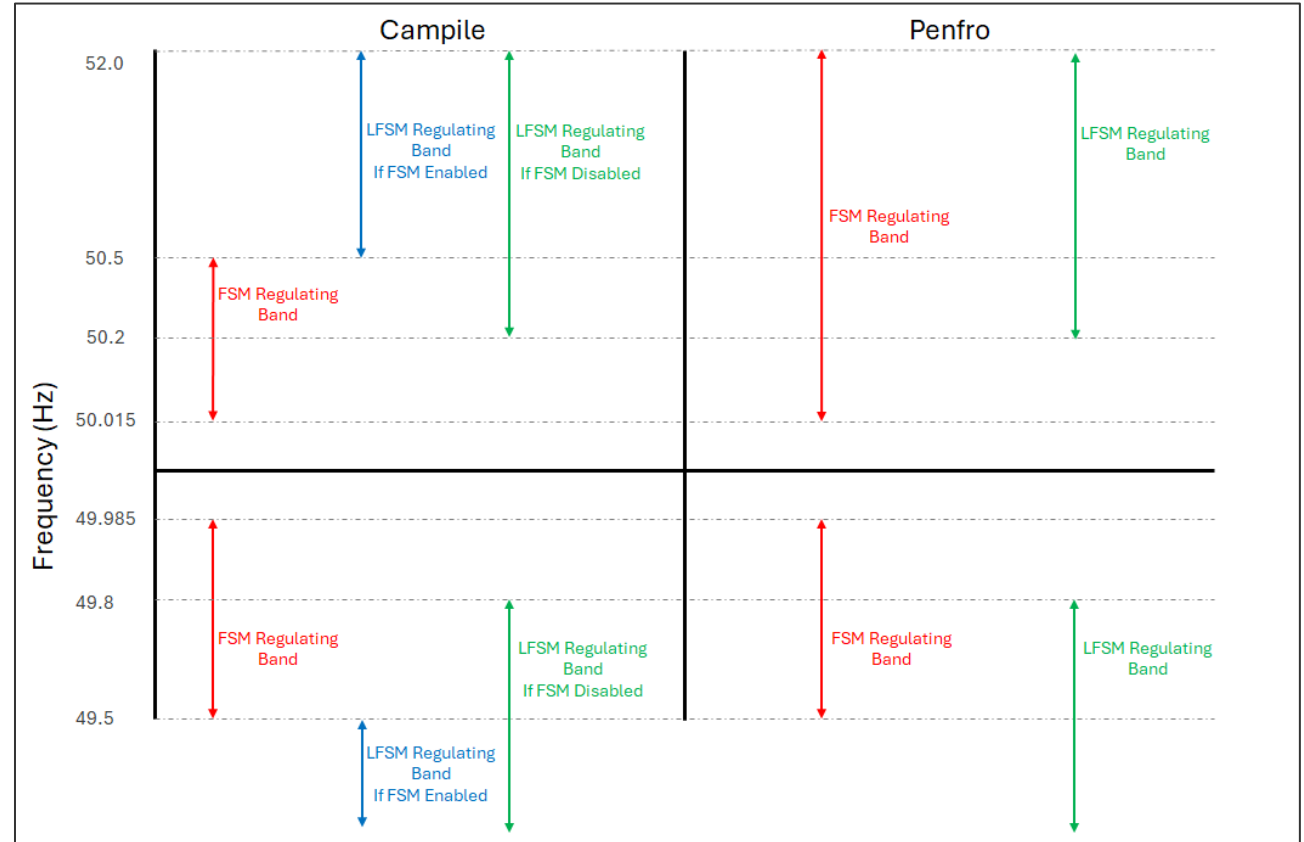 Campile
Penfro
52.0
LFSM Regulating
Band
If FSM Enabled
LFSM Regulating
Band
If FSM Disabled
LFSM Regulating
Band
FSM Regulating
Band
50.5
FSM Regulating
Band
50.2
50.015
Frequency (Hz)
49.985
49.8
FSM Regulating
Band
LFSM Regulating
Band
If FSM Disabled
FSM Regulating
Band
LFSM Regulating
Band
49.5
LFSM Regulating
Band
If FSM Enabled